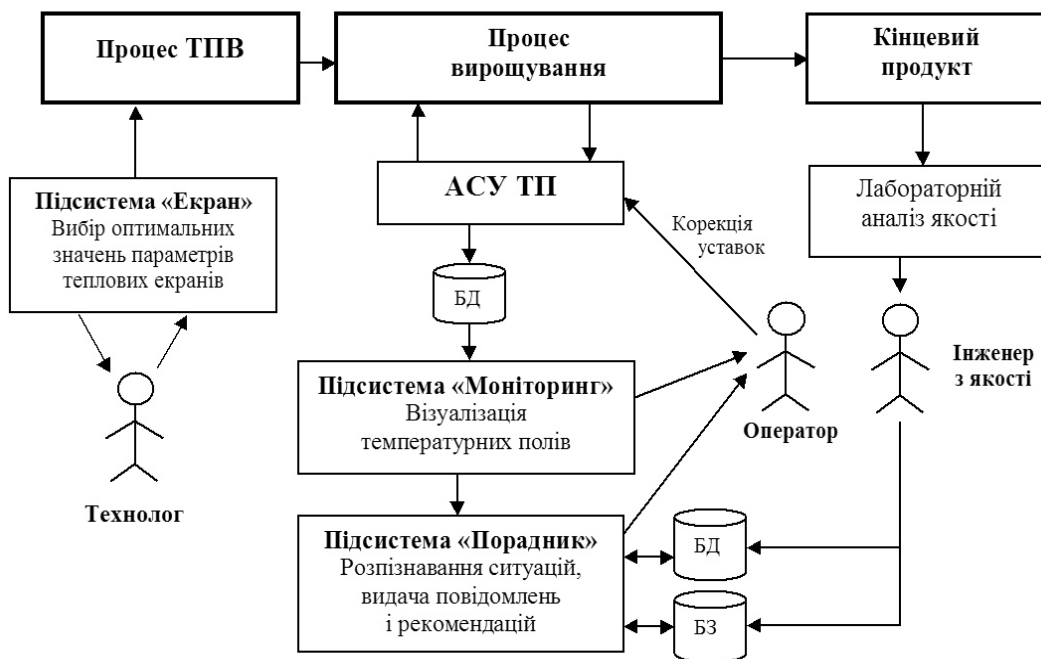 Процес ТПВ
Процес
вирощування
Кінцевий
продукт
Підсистема «Екран»
Вибір оптимальних
значень параметрів
теплових екранів
АСУ ТП
Лабораторній
аналіз якості
Корекція
уставок
БД
Підсистема «Моніторинг»
Візуалізація
температурних полів
Оператор
Інженер
з якості
Технолог
Підсистема «Порадник»
Розпізнавання ситуацій,
видача повідомлень
і рекомендацій
БД
БЗ